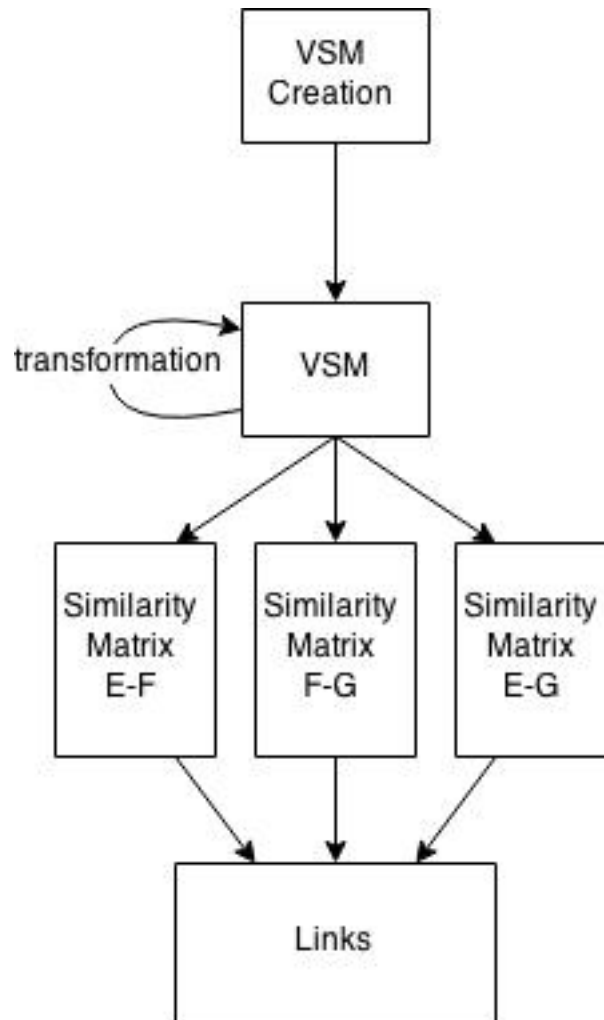 VSM
Creation
transformation
VSM
Similarity
Matrix
E-F
Similarity
Matrix
F-G
Similarity
Matrix
E-G
Links